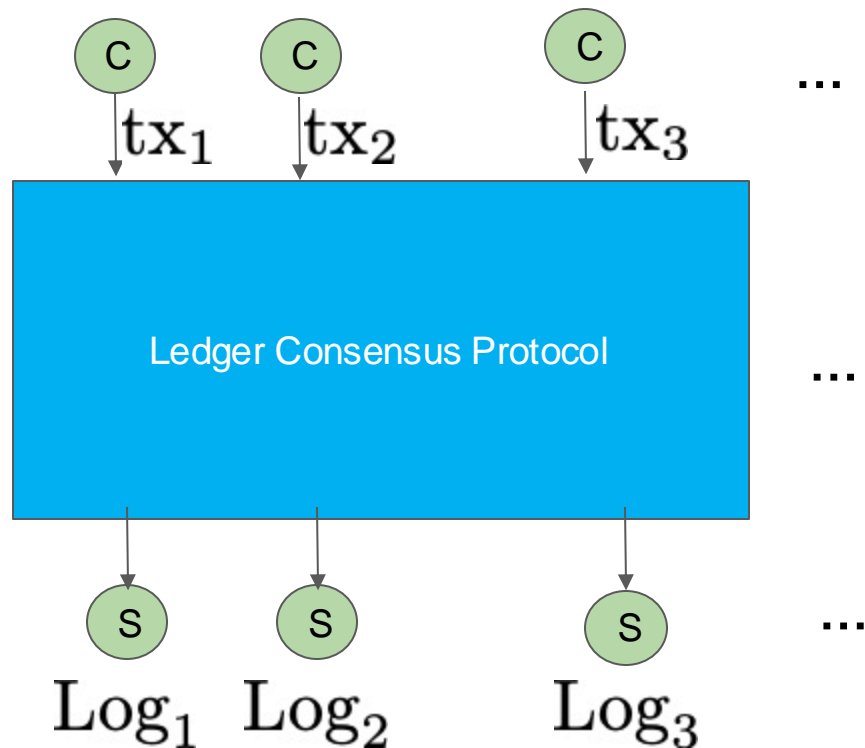 C C C ...
tx₁ tx₂ tx₃
Ledger Consensus Protocol ...
S S S ...
Log₁ Log₂ Log₃